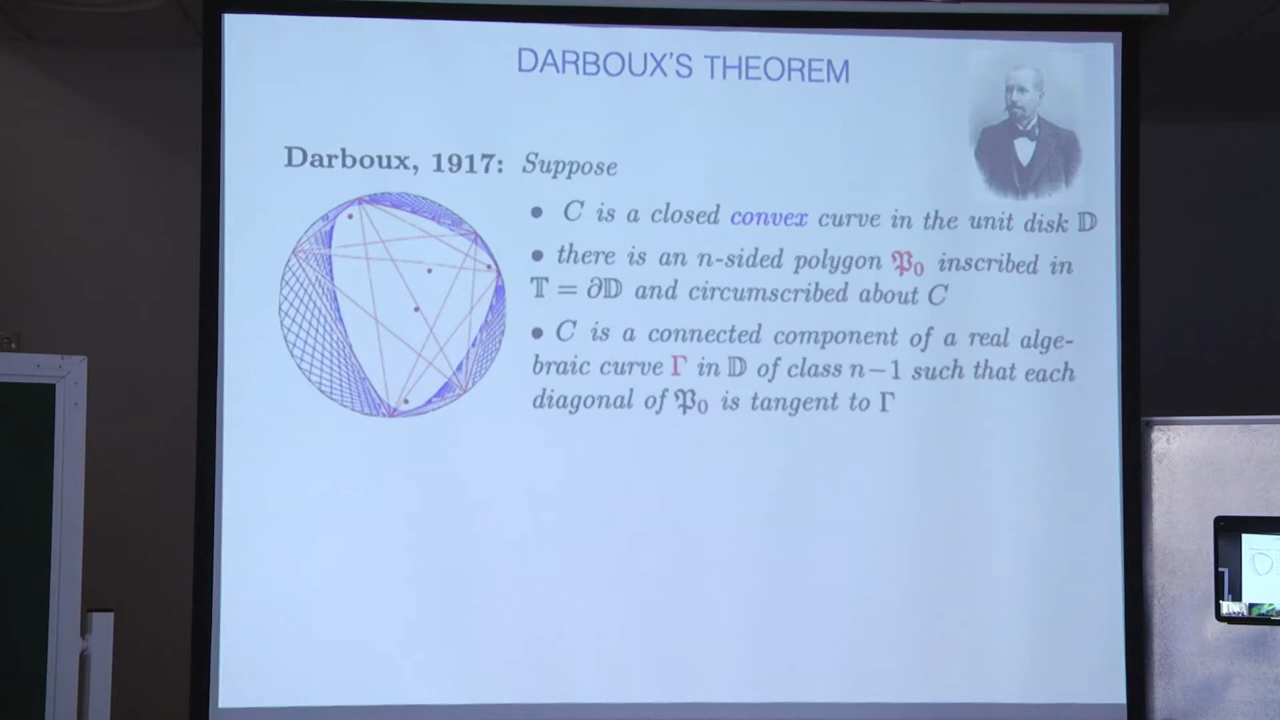 DARBOUX'S THEOREM
Darboux, 1917: Suppose
• C is a closed convex curve in the unit disk 𝔻
• there is an n-sided polygon 𝔓₀ inscribed in
𝕋 = ∂𝔻 and circumscribed about C
• C is a connected component of a real alge-
braic curve Γ in 𝔻 of class n−1 such that each
diagonal of 𝔓₀ is tangent to Γ